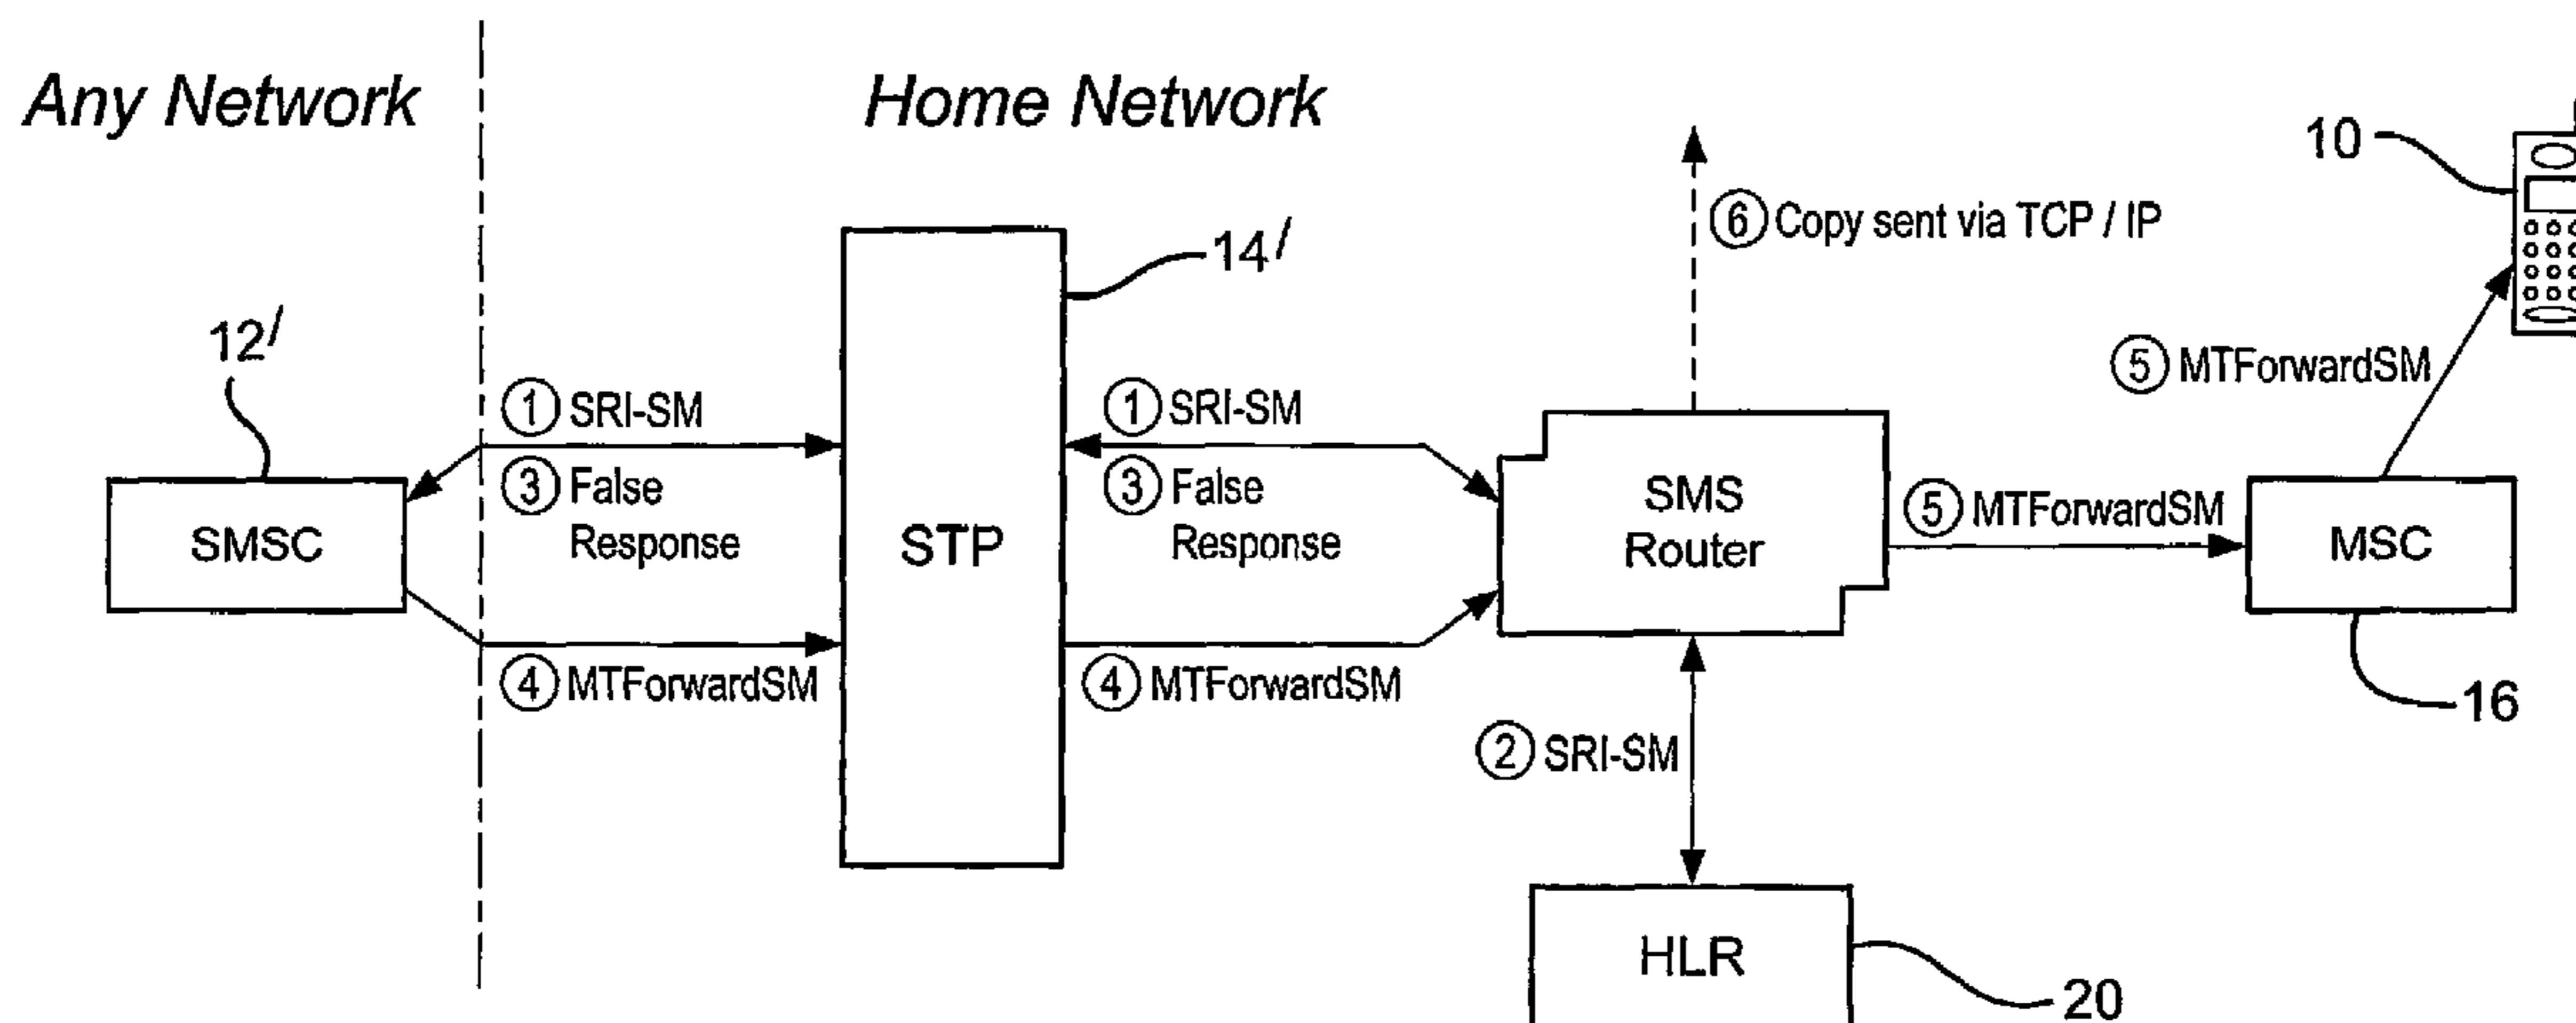 Any Network
Home Network
10
⑥ Copy sent via TCP / IP
14'
12'
⑤ MTForwardSM
① SRI-SM
① SRI-SM
③ False
Response
③ False
Response
SMSC
STP
SMS
Router
⑤ MTForwardSM
MSC
④ MTForwardSM
④ MTForwardSM
16
② SRI-SM
HLR
20